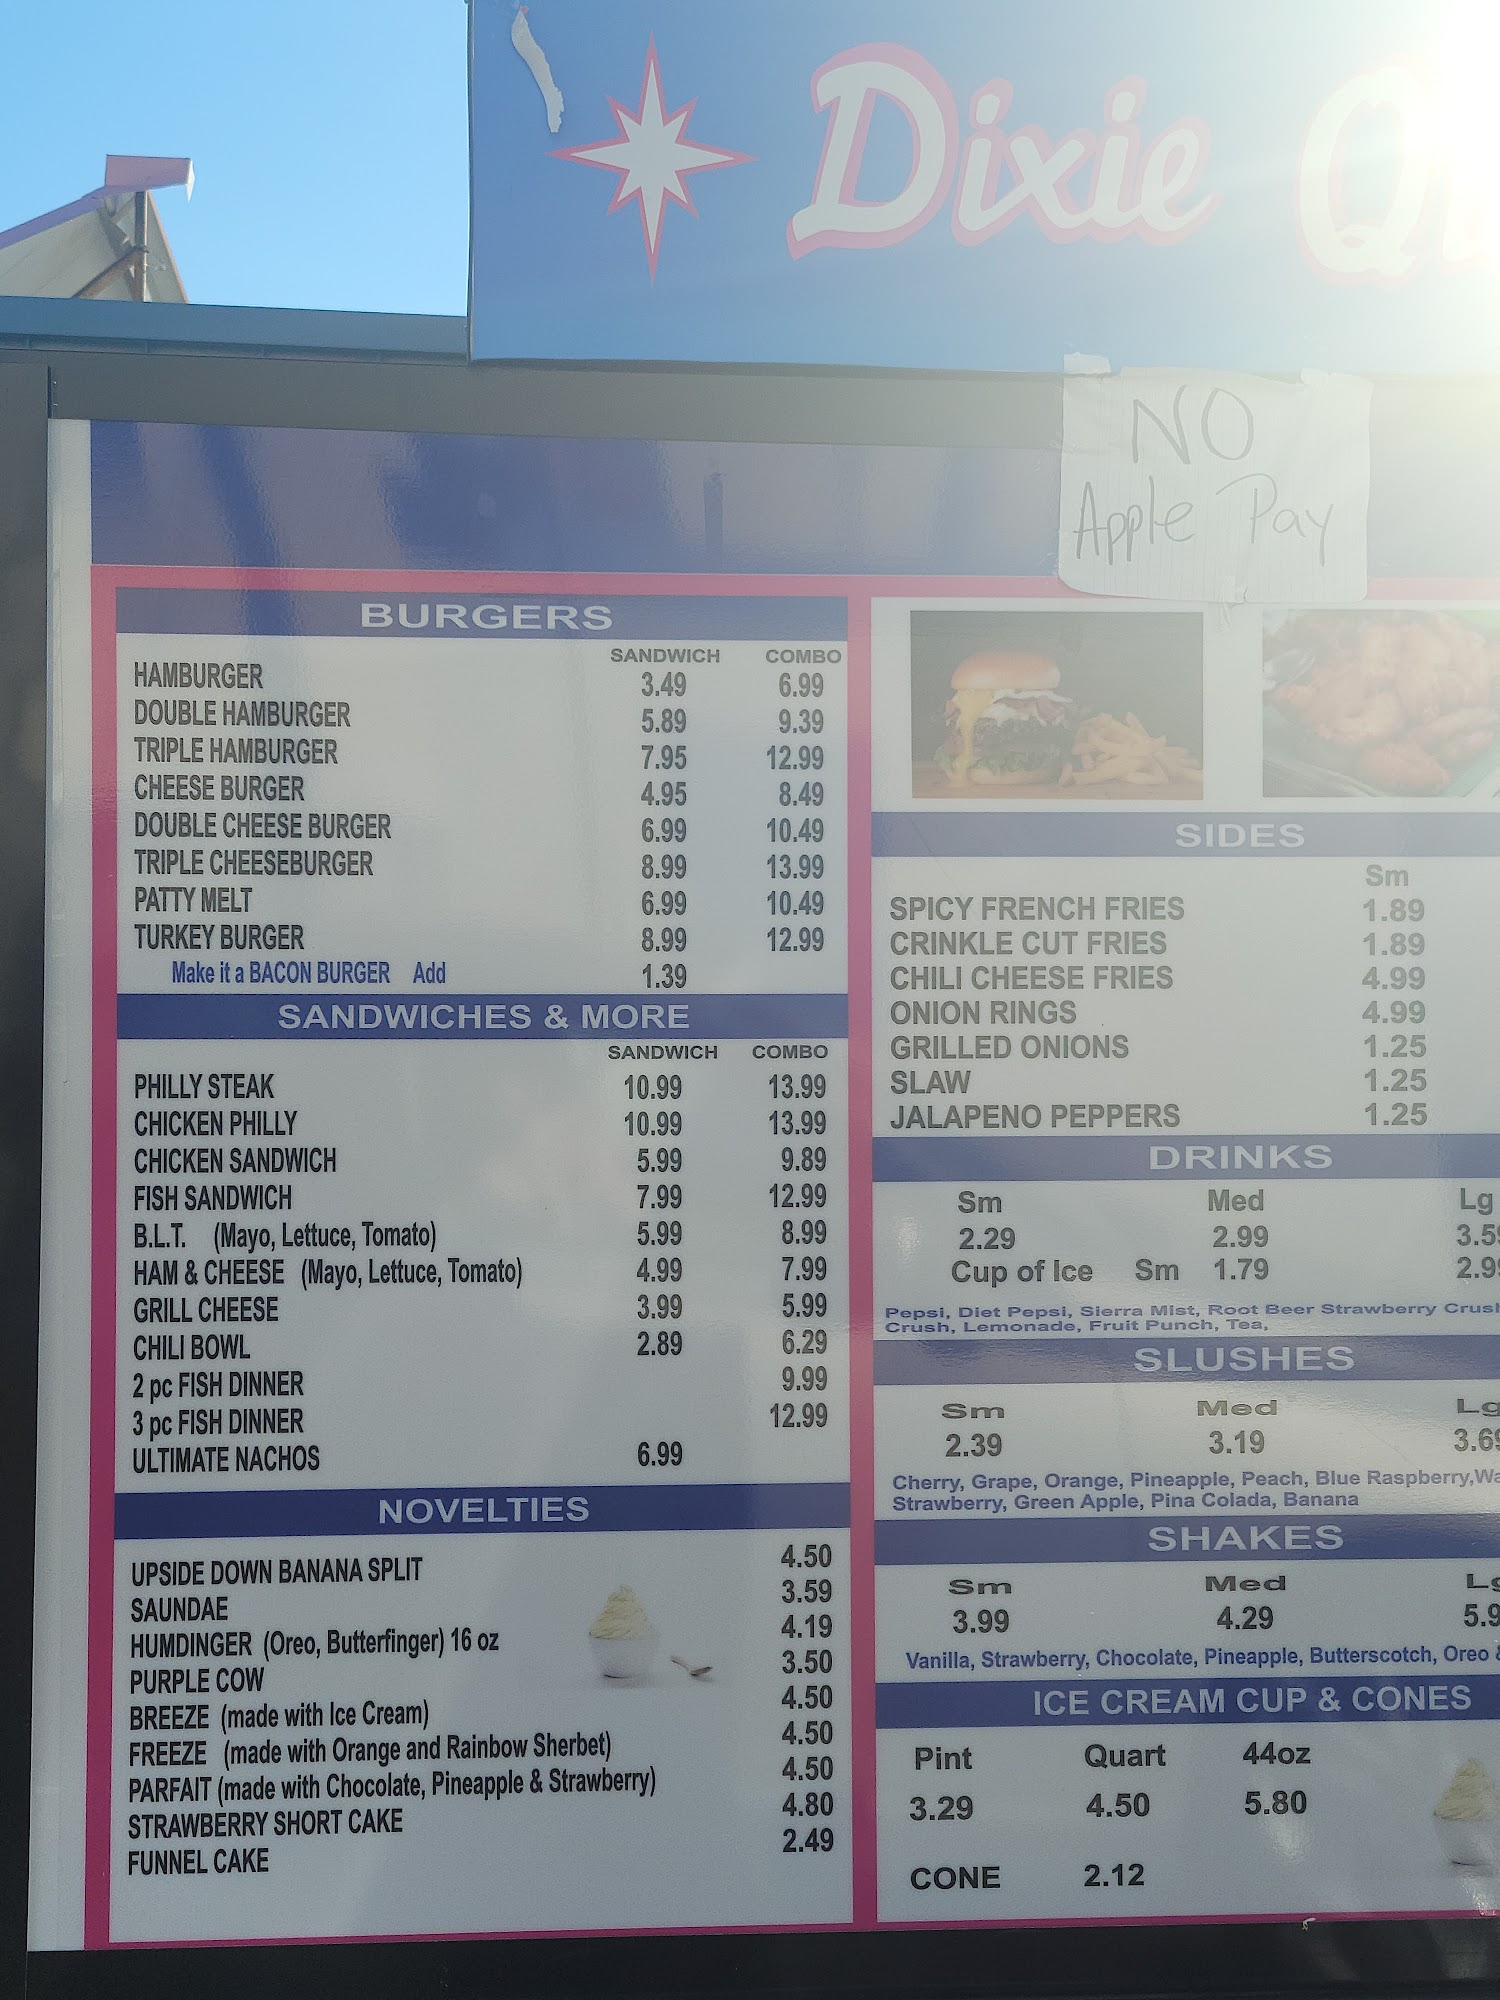 Dixie
NO
Apple Pay
BURGERS
SANDWICH COMBO
HAMBURGER 3.49 6.99
DOUBLE HAMBURGER 5.89 9.39
TRIPLE HAMBURGER 7.95 12.99
CHEESE BURGER 4.95 8.49
DOUBLE CHEESE BURGER 6.99 10.49
TRIPLE CHEESEBURGER 8.99 13.99
PATTY MELT 6.99 10.49
TURKEY BURGER 8.99 12.99
Make it a BACON BURGER Add 1.39
SANDWICHES & MORE
SANDWICH COMBO
PHILLY STEAK 10.99 13.99
CHICKEN PHILLY 10.99 13.99
CHICKEN SANDWICH 5.99 9.89
FISH SANDWICH 7.99 12.99
B.L.T. (Mayo, Lettuce, Tomato) 5.99 8.99
HAM & CHEESE (Mayo, Lettuce, Tomato) 4.99 7.99
GRILL CHEESE 3.99 5.99
CHILI BOWL 2.89 6.29
2 pc FISH DINNER 9.99
3 pc FISH DINNER 12.99
ULTIMATE NACHOS 6.99
NOVELTIES
UPSIDE DOWN BANANA SPLIT 4.50
SAUNDAE 3.59
HUMDINGER (Oreo, Butterfinger) 16 oz 4.19
PURPLE COW 3.50
BREEZE (made with Ice Cream) 4.50
FREEZE (made with Orange and Rainbow Sherbet) 4.50
PARFAIT (made with Chocolate, Pineapple & Strawberry) 4.50
STRAWBERRY SHORT CAKE 4.80
FUNNEL CAKE 2.49
SIDES
Sm
SPICY FRENCH FRIES 1.89
CRINKLE CUT FRIES 1.89
CHILI CHEESE FRIES 4.99
ONION RINGS 4.99
GRILLED ONIONS 1.25
SLAW 1.25
JALAPENO PEPPERS 1.25
DRINKS
Sm Med Lg
2.29 2.99
Cup of Ice Sm 1.79
Pepsi, Diet Pepsi, Sierra Mist, Root Beer Strawberry Crush
Crush, Lemonade, Fruit Punch, Tea,
SLUSHES
Sm Med Lg
2.39 3.19
Cherry, Grape, Orange, Pineapple, Peach, Blue Raspberry,
Strawberry, Green Apple, Pina Colada, Banana
SHAKES
Sm Med
3.99 4.29
Vanilla, Strawberry, Chocolate, Pineapple, Butterscotch, Oreo
ICE CREAM CUP & CONES
Pint Quart 44oz
3.29 4.50 5.80
CONE 2.12